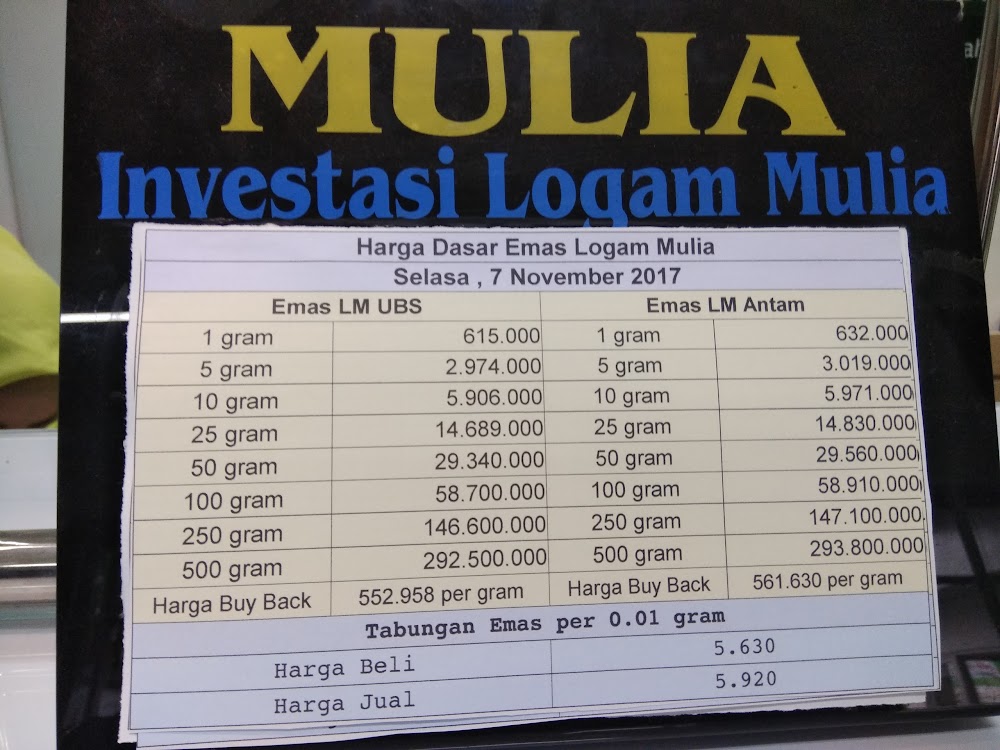 MULIA
Investasi Logam Mulia
Harga Dasar Emas Logam Mulia
Selasa , 7 November 2017
Emas LM UBS Emas LM Antam
1 gram 615.000 1 gram 632.000
5 gram 2.974.000 5 gram 3.019.000
10 gram 5.906.000 10 gram 5.971.000
25 gram 14.689.000 25 gram 14.830.000
50 gram 29.340.000 50 gram 29.560.000
100 gram 58.700.000 100 gram 58.910.000
250 gram 146.600.000 250 gram 147.100.000
500 gram 292.500.000 500 gram 293.800.000
Harga Buy Back 552.958 per gram Harga Buy Back 561.630 per gram
Tabungan Emas per 0.01 gram
Harga Beli 5.630
Harga Jual 5.920